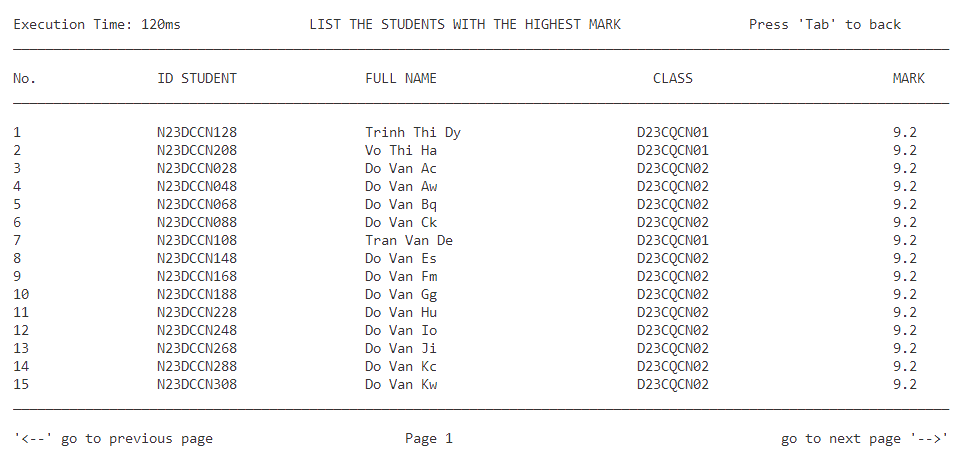 Execution Time: 120ms LIST THE STUDENTS WITH THE HIGHEST MARK Press 'Tab' to back
No. ID STUDENT FULL NAME CLASS MARK
1 N23DCCN128 Trinh Thi Dy D23CQCN01 9.2
2 N23DCCN208 Vo Thi Ha D23CQCN01 9.2
3 N23DCCN028 Do Van Ac D23CQCN02 9.2
4 N23DCCN048 Do Van Aw D23CQCN02 9.2
5 N23DCCN068 Do Van Bq D23CQCN02 9.2
6 N23DCCN088 Do Van Ck D23CQCN02 9.2
7 N23DCCN108 Tran Van De D23CQCN01 9.2
8 N23DCCN148 Do Van Es D23CQCN02 9.2
9 N23DCCN168 Do Van Fm D23CQCN02 9.2
10 N23DCCN188 Do Van Gg D23CQCN02 9.2
11 N23DCCN228 Do Van Hu D23CQCN02 9.2
12 N23DCCN248 Do Van Io D23CQCN02 9.2
13 N23DCCN268 Do Van Ji D23CQCN02 9.2
14 N23DCCN288 Do Van Kc D23CQCN02 9.2
15 N23DCCN308 Do Van Kw D23CQCN02 9.2
'<--' go to previous page Page 1 go to next page '-->'